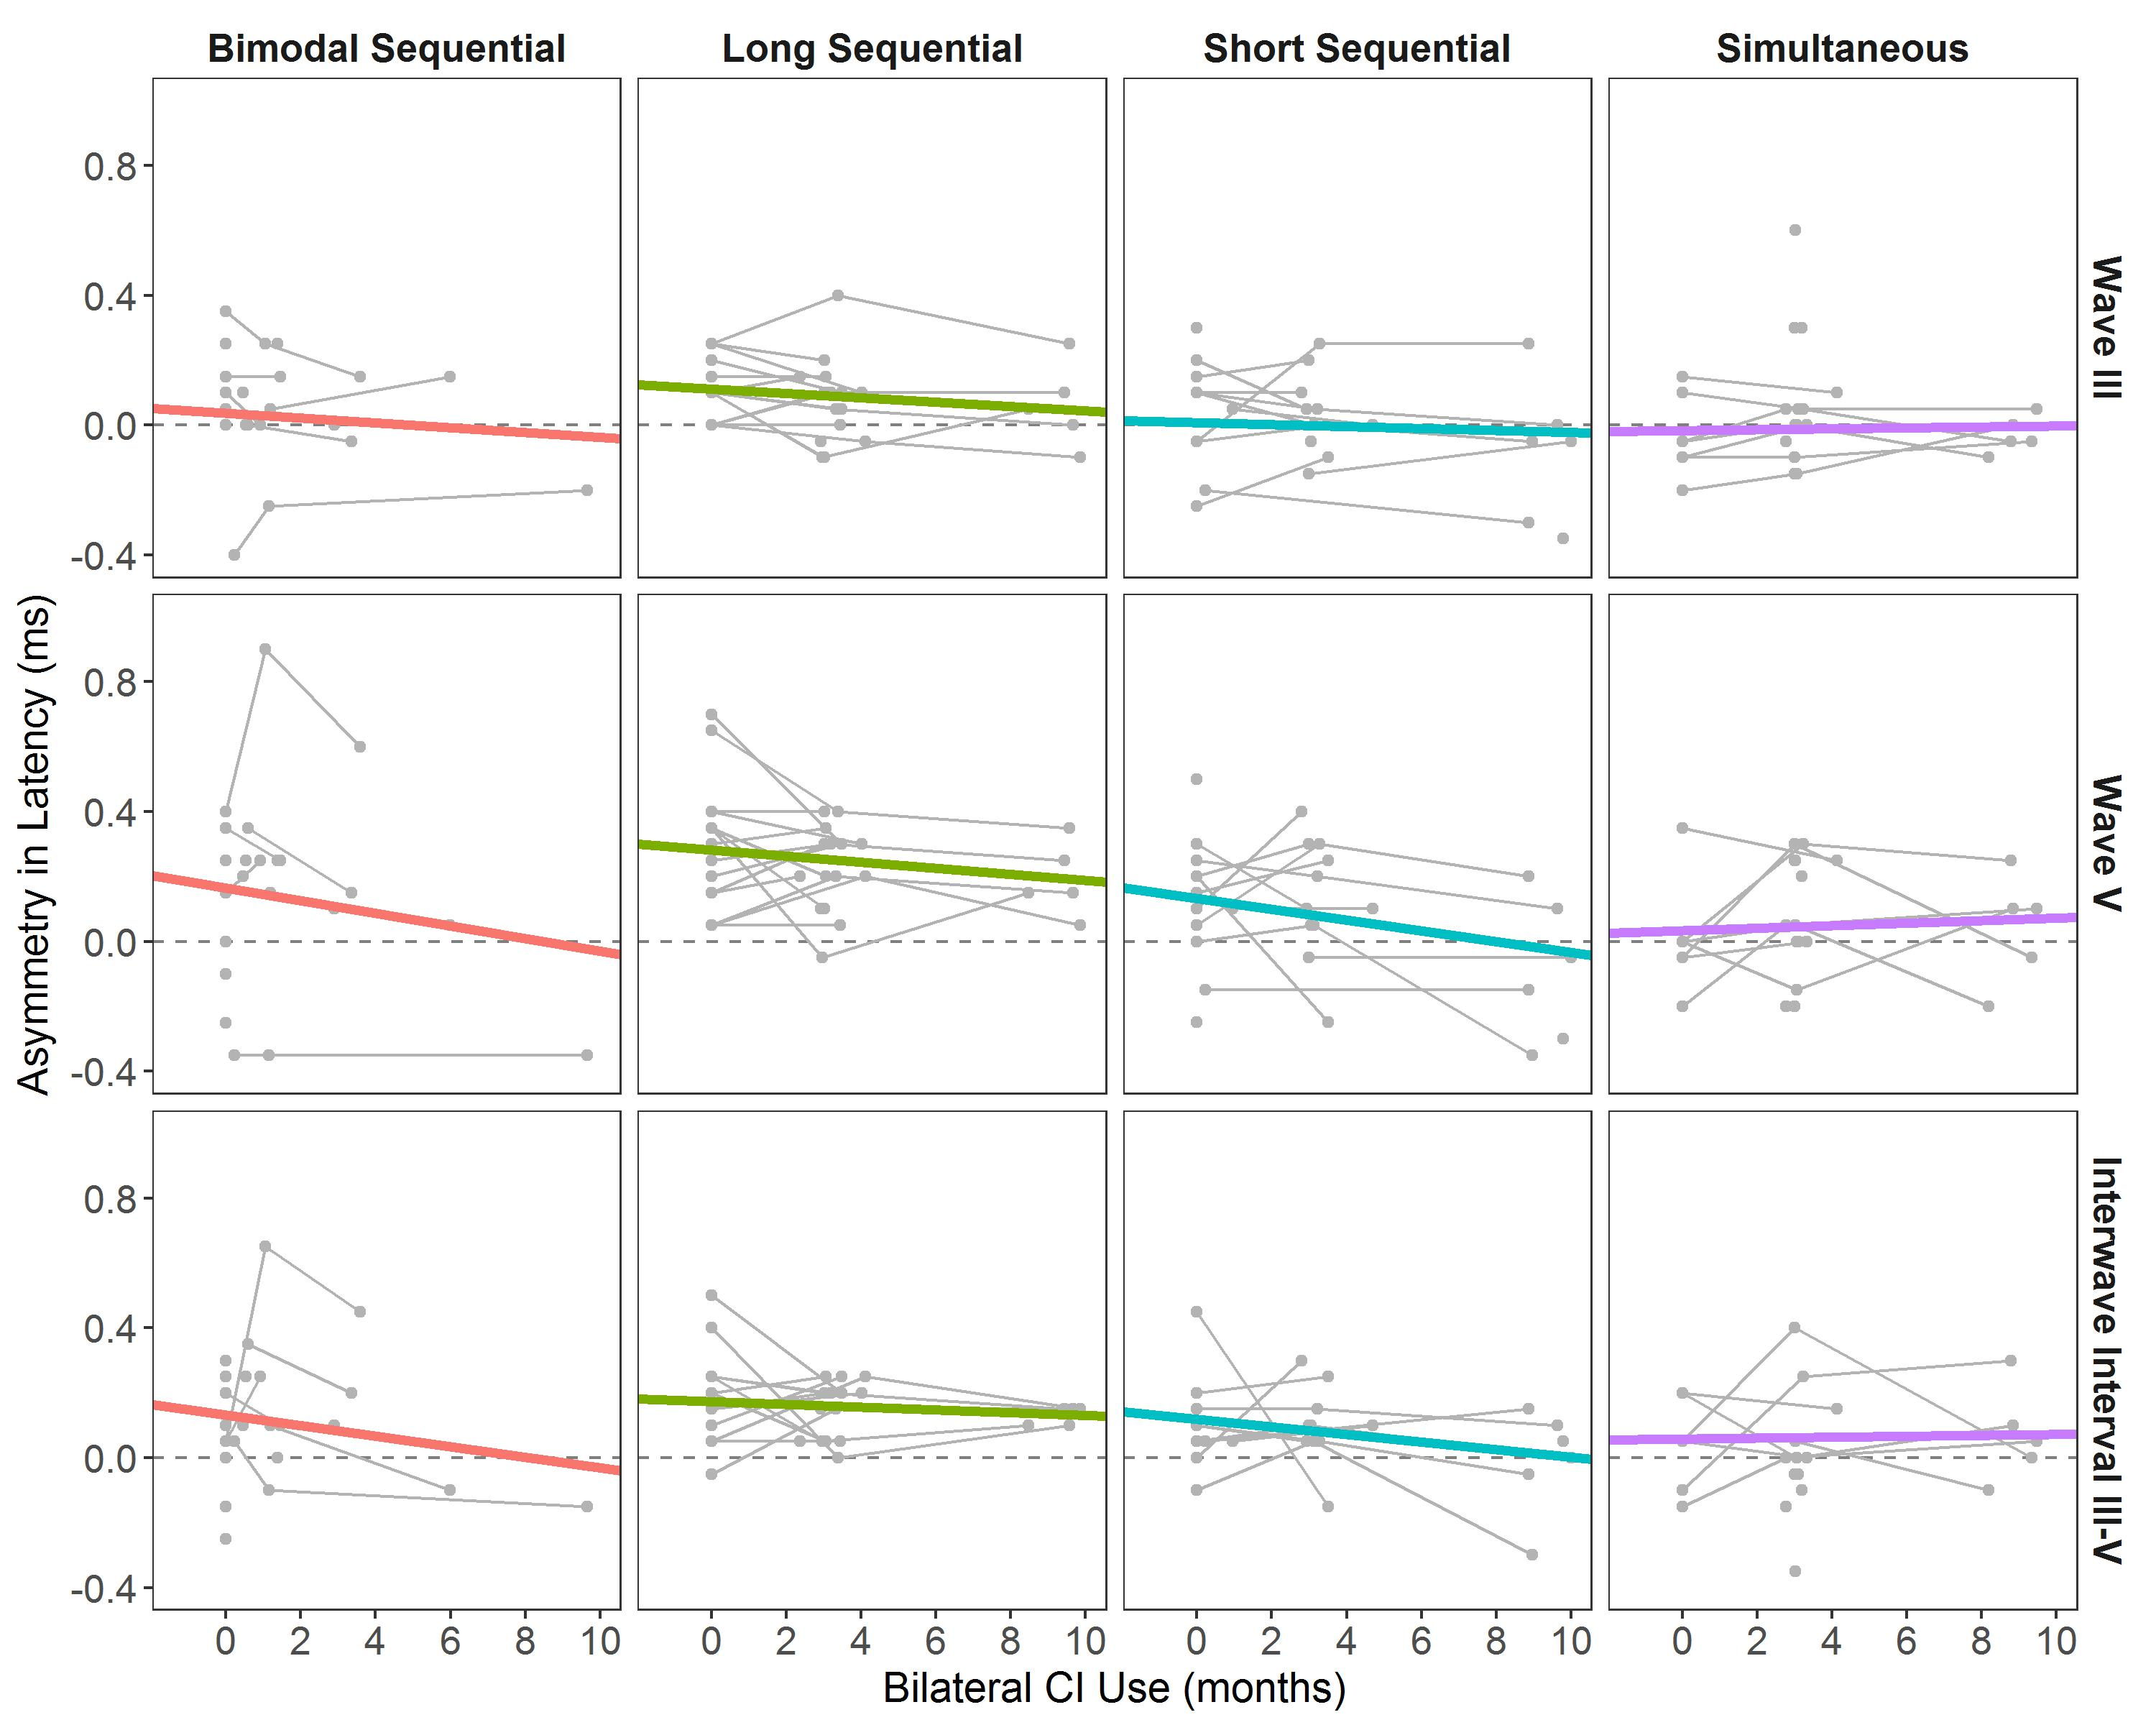 Bimodal Sequential
Long Sequential
Short Sequential
Simultaneous
Asymmetry in Latency (ms)
0.8
0.4
0.0
-0.4
Wave III
0.8
0.4
0.0
-0.4
Wave V
0.8
0.4
0.0
-0.4
Interwave Interval III-V
0 2 4 6 8 10
0 2 4 6 8 10
0 2 4 6 8 10
0 2 4 6 8 10
Bilateral CI Use (months)